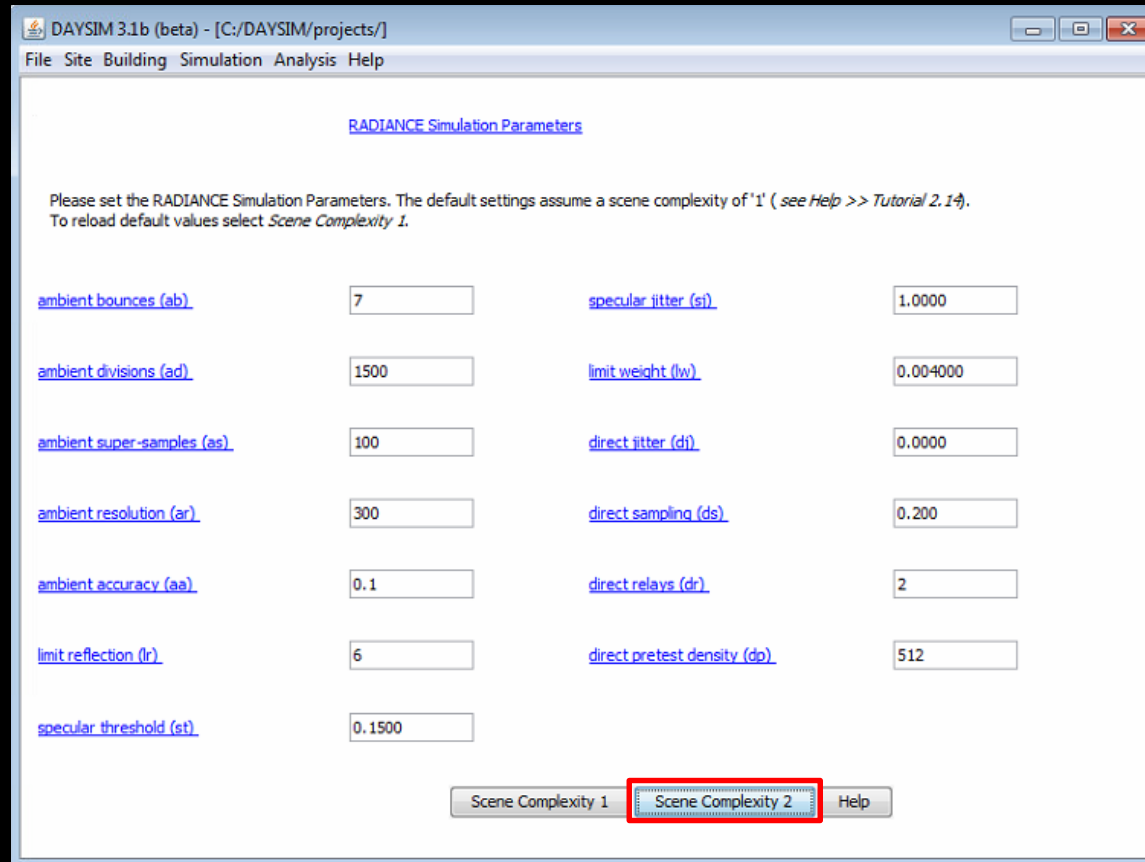 DAYSIM 3.1b (beta) - [C:/DAYSIM/projects/]
File Site Building Simulation Analysis Help
RADIANCE Simulation Parameters
Please set the RADIANCE Simulation Parameters. The default settings assume a scene complexity of '1' ( see Help >> Tutorial 2.14).
To reload default values select Scene Complexity 1.
ambient bounces (ab) 7 specular jitter (sj) 1.0000
ambient divisions (ad) 1500 limit weight (lw) 0.004000
ambient super-samples (as) 100 direct jitter (dj) 0.0000
ambient resolution (ar) 300 direct sampling (ds) 0.200
ambient accuracy (aa) 0.1 direct relays (dr) 2
limit reflection (lr) 6 direct pretest density (dp) 512
specular threshold (st) 0.1500
Scene Complexity 1 Scene Complexity 2 Help